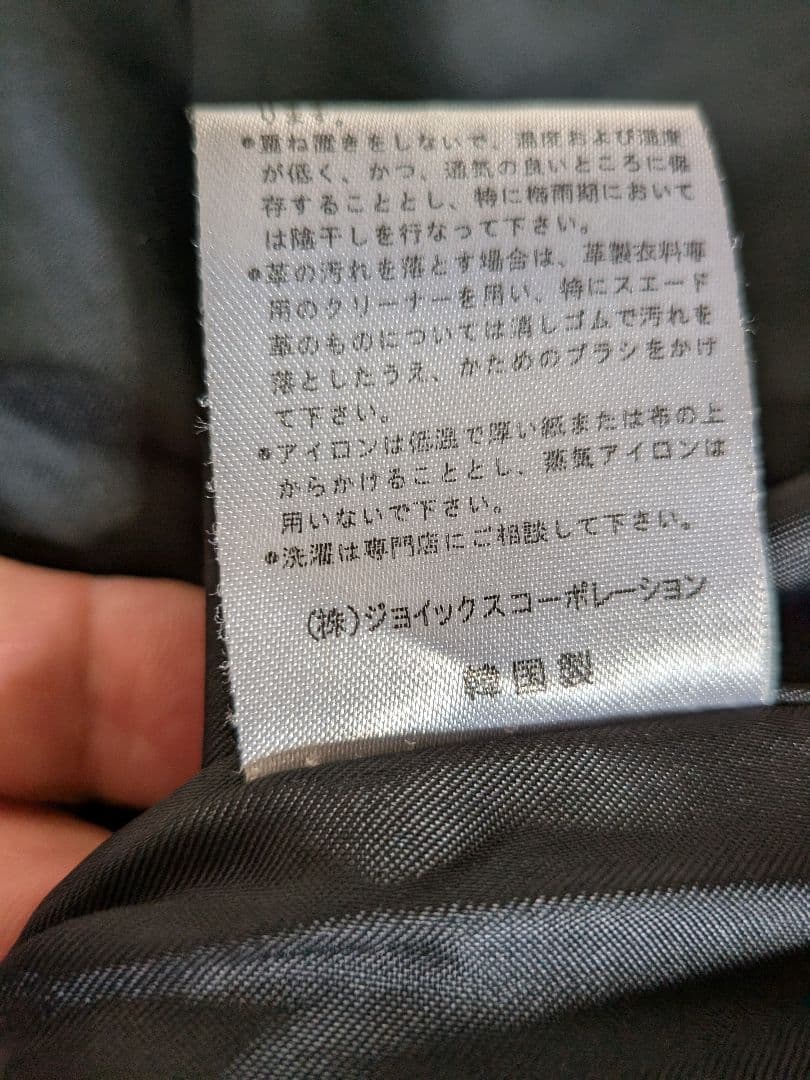 ります。
●重ね置きをしないで、温度および湿度
が低く、かつ、通気の良いところに保
存することとし、特に梅雨期において
は陰干しを行なって下さい。
●革の汚れを落とす場合は、革製衣料専
用のクリーナーを用い、特にスエード
革のものについては消しゴムで汚れを
落としたうえ、かためのブラシをかけ
て下さい。
●アイロンは低温で厚い紙または布の上
からかけることとし、蒸気アイロンは
用いないで下さい。
●洗濯は専門店にご相談して下さい。
(株)ジョイックスコーポレーション
韓国製